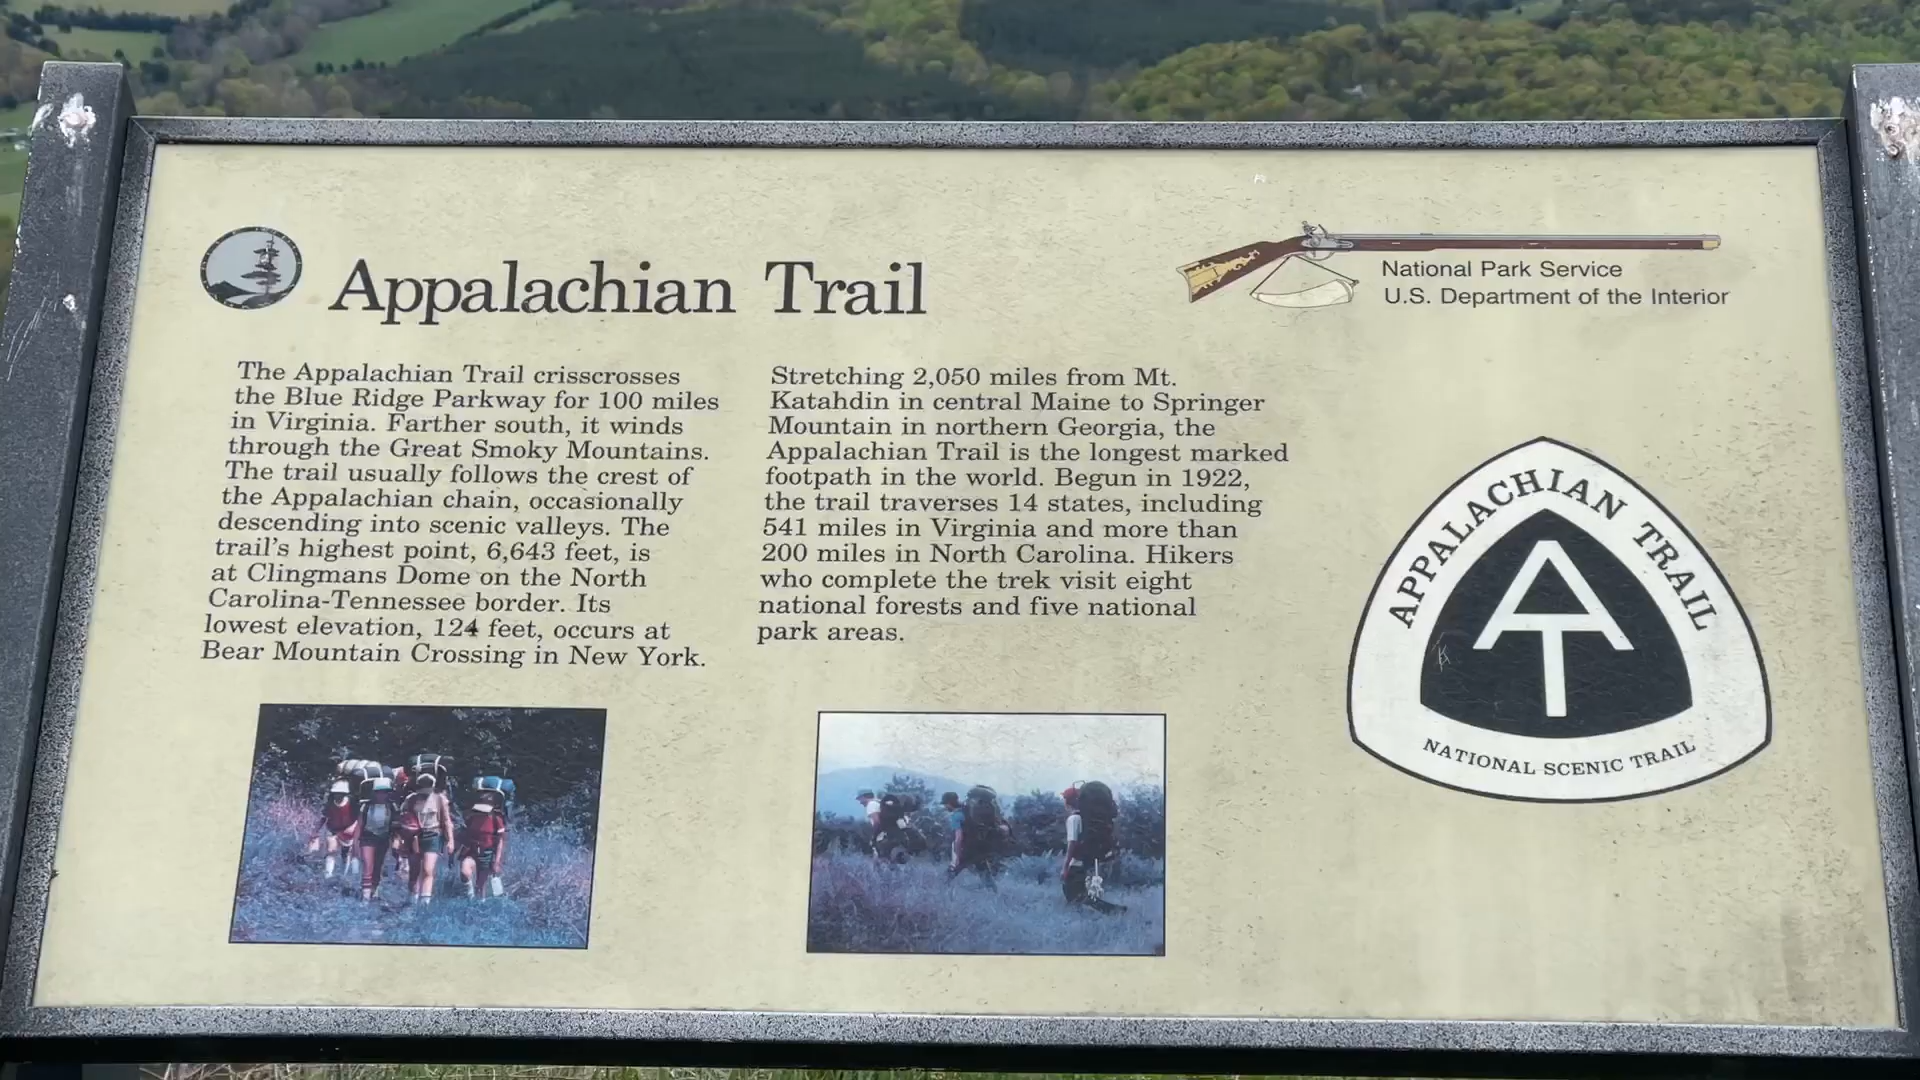 Appalachian Trail
National Park Service
U.S. Department of the Interior
The Appalachian Trail crisscrosses
the Blue Ridge Parkway for 100 miles
in Virginia. Farther south, it winds
through the Great Smoky Mountains.
The trail usually follows the crest of
the Appalachian chain, occasionally
descending into scenic valleys. The
trail's highest point, 6,643 feet, is
at Clingmans Dome on the North
Carolina-Tennessee border. Its
lowest elevation, 124 feet, occurs at
Bear Mountain Crossing in New York.
Stretching 2,050 miles from Mt.
Katahdin in central Maine to Springer
Mountain in northern Georgia, the
Appalachian Trail is the longest marked
footpath in the world. Begun in 1922,
the trail traverses 14 states, including
541 miles in Virginia and more than
200 miles in North Carolina. Hikers
who complete the trek visit eight
national forests and five national
park areas.
APPALACHIAN TRAIL
AT
NATIONAL SCENIC TRAIL